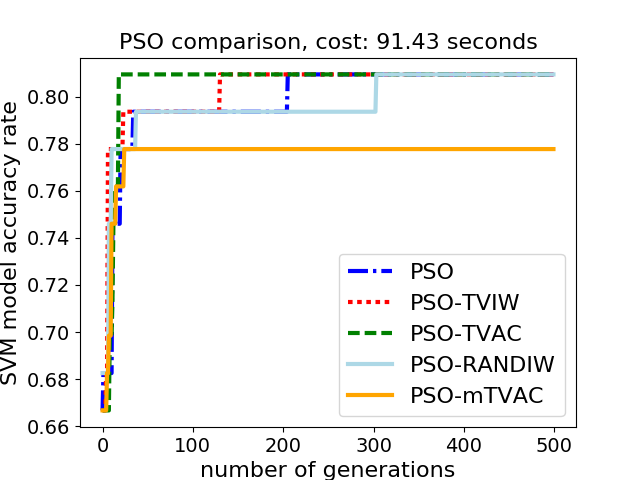 PSO comparison, cost: 91.43 seconds
SVM model accuracy rate
0.80
0.78
0.76
0.74
0.72
0.70
0.68
0.66
PSO
PSO-TVIW
PSO-TVAC
PSO-RANDIW
PSO-mTVAC
0 100 200 300 400 500
number of generations